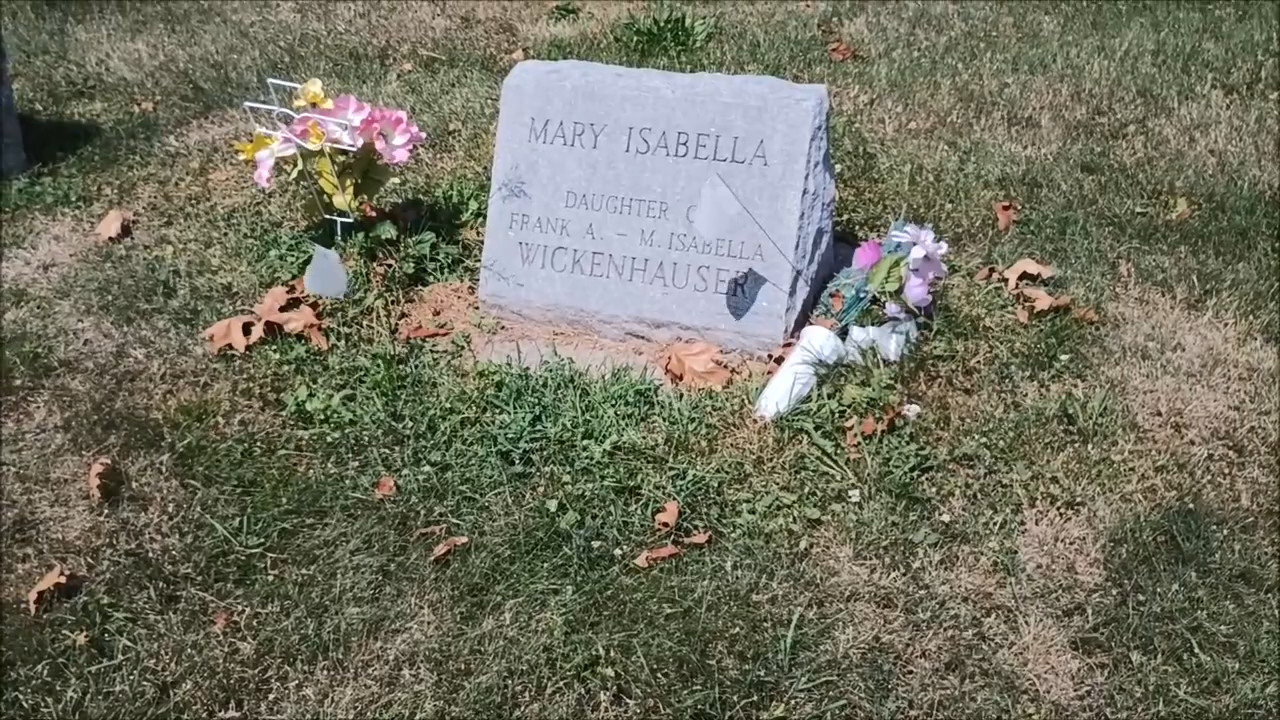 MARY ISABELLA
DAUGHTER
FRANK A. – M. ISABELLA
WICKENHAUSER